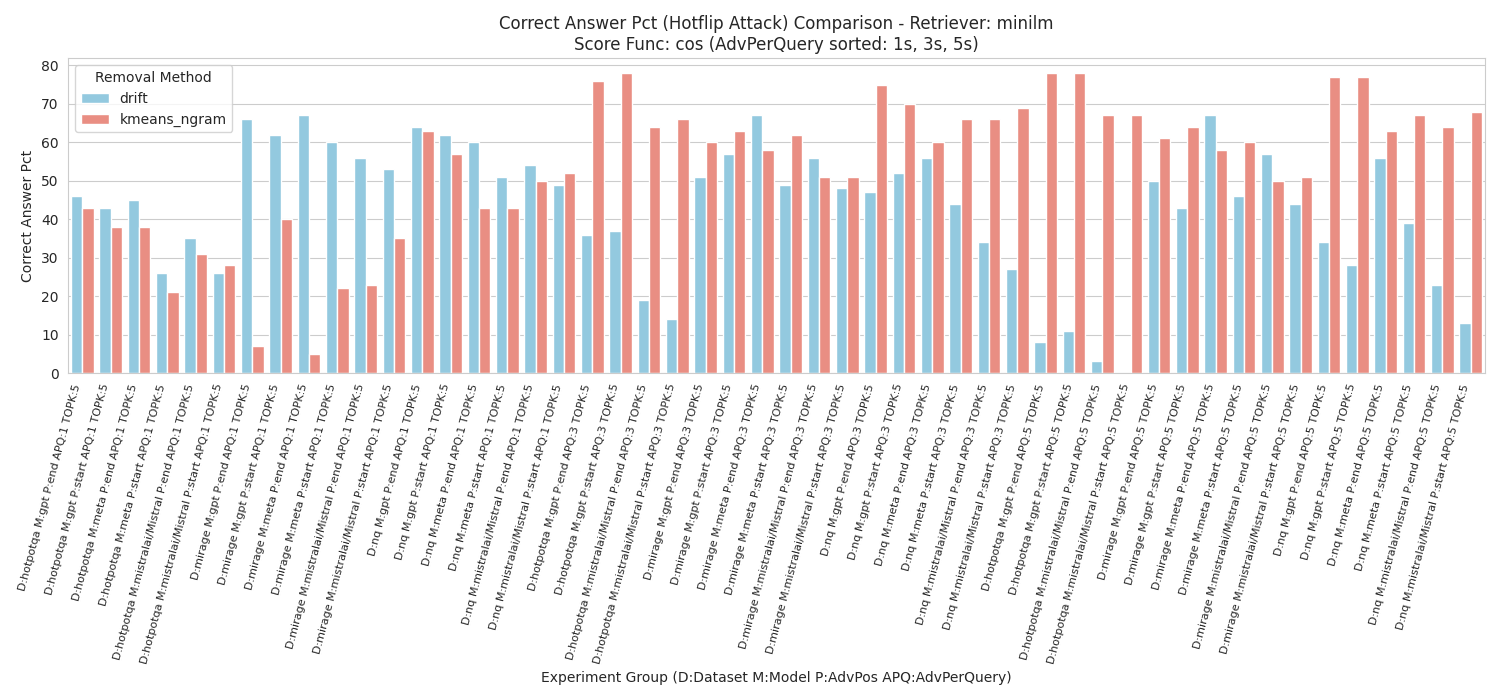 Correct Answer Pct (Hotflip Attack) Comparison - Retriever: minilm
Score Func: cos (AdvPerQuery sorted: 1s, 3s, 5s)
Removal Method
drift
kmeans_ngram
Correct Answer Pct
80
70
60
50
40
30
20
10
0
D:hotpotqa M:gpt P:end APQ:1 TOPK:5
D:hotpotqa M:gpt P:start APQ:1 TOPK:5
D:hotpotqa M:meta P:end APQ:1 TOPK:5
D:hotpotqa M:meta P:start APQ:1 TOPK:5
D:hotpotqa M:mistralai/Mistral P:end APQ:1 TOPK:5
D:hotpotqa M:mistralai/Mistral P:start APQ:1 TOPK:5
D:mirage M:gpt P:end APQ:1 TOPK:5
D:mirage M:gpt P:start APQ:1 TOPK:5
D:mirage M:meta P:end APQ:1 TOPK:5
D:mirage M:meta P:start APQ:1 TOPK:5
D:mirage M:mistralai/Mistral P:end APQ:1 TOPK:5
D:mirage M:mistralai/Mistral P:start APQ:1 TOPK:5
D:nq M:gpt P:end APQ:1 TOPK:5
D:nq M:gpt P:start APQ:1 TOPK:5
D:nq M:meta P:end APQ:1 TOPK:5
D:nq M:meta P:start APQ:1 TOPK:5
D:nq M:mistralai/Mistral P:end APQ:1 TOPK:5
D:nq M:mistralai/Mistral P:start APQ:1 TOPK:5
D:hotpotqa M:gpt P:end APQ:3 TOPK:5
D:hotpotqa M:gpt P:start APQ:3 TOPK:5
D:hotpotqa M:mistralai/Mistral P:end APQ:3 TOPK:5
D:hotpotqa M:mistralai/Mistral P:start APQ:3 TOPK:5
D:mirage M:gpt P:end APQ:3 TOPK:5
D:mirage M:gpt P:start APQ:3 TOPK:5
D:mirage M:meta P:end APQ:3 TOPK:5
D:mirage M:meta P:start APQ:3 TOPK:5
D:mirage M:mistralai/Mistral P:end APQ:3 TOPK:5
D:mirage M:mistralai/Mistral P:start APQ:3 TOPK:5
D:nq M:gpt P:end APQ:3 TOPK:5
D:nq M:gpt P:start APQ:3 TOPK:5
D:nq M:meta P:end APQ:3 TOPK:5
D:nq M:meta P:start APQ:3 TOPK:5
D:nq M:mistralai/Mistral P:end APQ:3 TOPK:5
D:nq M:mistralai/Mistral P:start APQ:3 TOPK:5
D:hotpotqa M:gpt P:end APQ:5 TOPK:5
D:hotpotqa M:gpt P:start APQ:5 TOPK:5
D:hotpotqa M:mistralai/Mistral P:end APQ:5 TOPK:5
D:hotpotqa M:mistralai/Mistral P:start APQ:5 TOPK:5
D:mirage M:gpt P:end APQ:5 TOPK:5
D:mirage M:gpt P:start APQ:5 TOPK:5
D:mirage M:meta P:end APQ:5 TOPK:5
D:mirage M:meta P:start APQ:5 TOPK:5
D:mirage M:mistralai/Mistral P:end APQ:5 TOPK:5
D:mirage M:mistralai/Mistral P:start APQ:5 TOPK:5
D:nq M:gpt P:end APQ:5 TOPK:5
D:nq M:gpt P:start APQ:5 TOPK:5
D:nq M:meta P:end APQ:5 TOPK:5
D:nq M:meta P:start APQ:5 TOPK:5
D:nq M:mistralai/Mistral P:end APQ:5 TOPK:5
D:nq M:mistralai/Mistral P:start APQ:5 TOPK:5
Experiment Group (D:Dataset M:Model P:AdvPos APQ:AdvPerQuery)